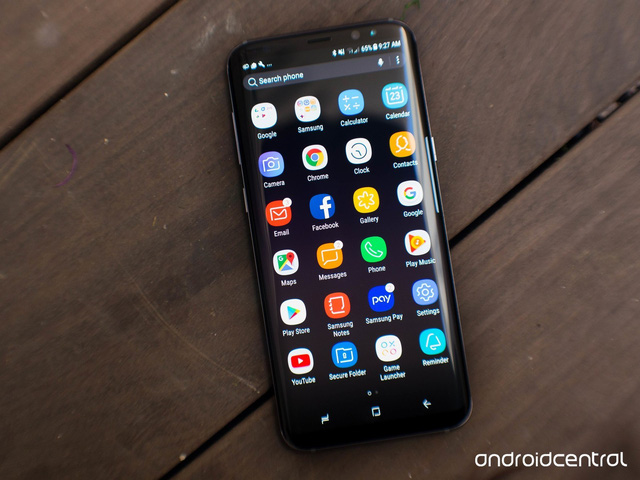 65% 9:27 AM
Search phone
Google Samsung Calculator 23 Calendar
Camera Chrome Clock Contacts
Email Facebook Gallery G Google
Maps Messages Phone Play Music
Play Store Samsung Notes pay Samsung Pay Settings
YouTube Secure Folder Game Launcher Reminder
androidcentral